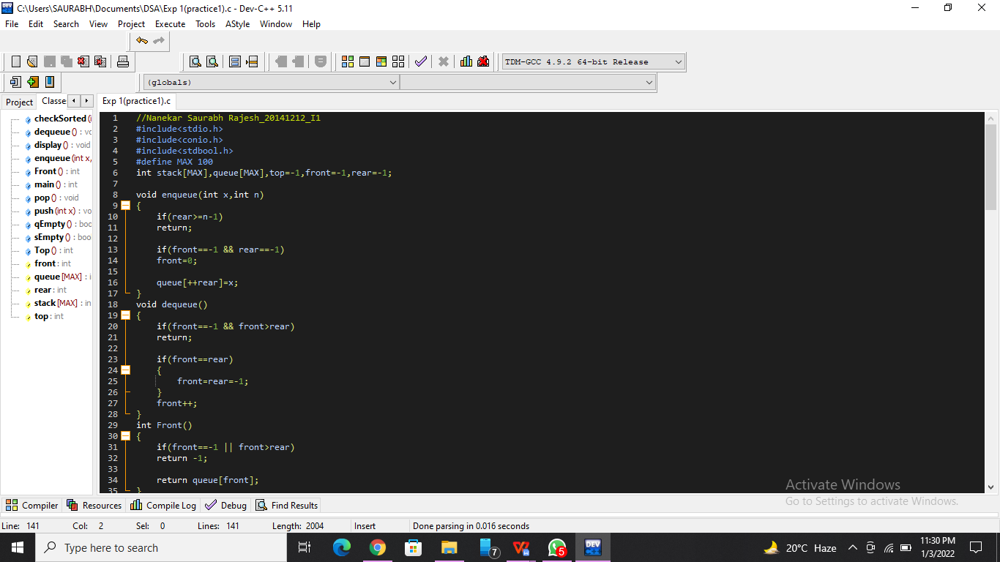 C:\Users\SAURABH\Documents\DSA\Exp 1(practice1).c - Dev-C++ 5.11
File Edit Search View Project Execute Tools AStyle Window Help
TDM-GCC 4.9.2 64-bit Release
(globals)
Project Classe Exp 1(practice1).c
checkSorted (i
dequeue () : vo
display () : void
enqueue (int x,
Front () : int
main () : int
pop () : void
push (int x) : vo
qEmpty () : boo
sEmpty () : boo
Top () : int
front : int
queue [MAX] : i
rear : int
stack [MAX] : in
top : int
1 //Nanekar Saurabh Rajesh_20141212_I1
2 #include<stdio.h>
3 #include<conio.h>
4 #include<stdbool.h>
5 #define MAX 100
6 int stack[MAX],queue[MAX],top=-1,front=-1,rear=-1;
7
8 void enqueue(int x,int n)
9 {
10 if(rear>=n-1)
11 return;
12
13 if(front==-1 && rear==-1)
14 front=0;
15
16 queue[++rear]=x;
17 }
18 void dequeue()
19 {
20 if(front==-1 && front>rear)
21 return;
22
23 if(front==rear)
24 {
25 front=rear=-1;
26 }
27 front++;
28 }
29 int Front()
30 {
31 if(front==-1 || front>rear)
32 return -1;
33
34 return queue[front];
35 }
Activate Windows
Go to Settings to activate Windows.
Compiler Resources Compile Log Debug Find Results
Line: 141 Col: 2 Sel: 0 Lines: 141 Length: 2004 Insert Done parsing in 0.016 seconds
Type here to search
7
5
DEV
20°C Haze
11:30 PM
1/3/2022